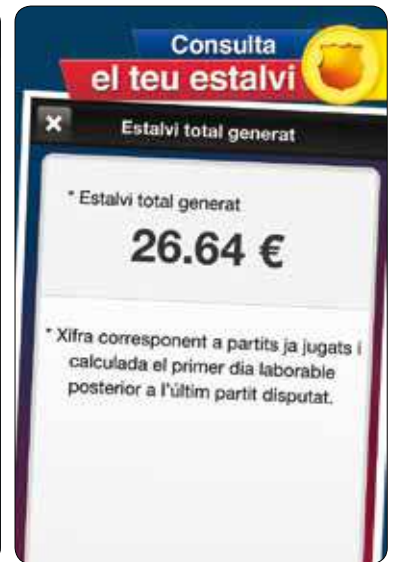 Consulta
el teu estalvi
Estalvi total generat
* Estalvi total generat
26.64 €
* Xifra corresponent a partits ja jugats i
calculada el primer dia laborable
posterior a l'últim partit disputat.